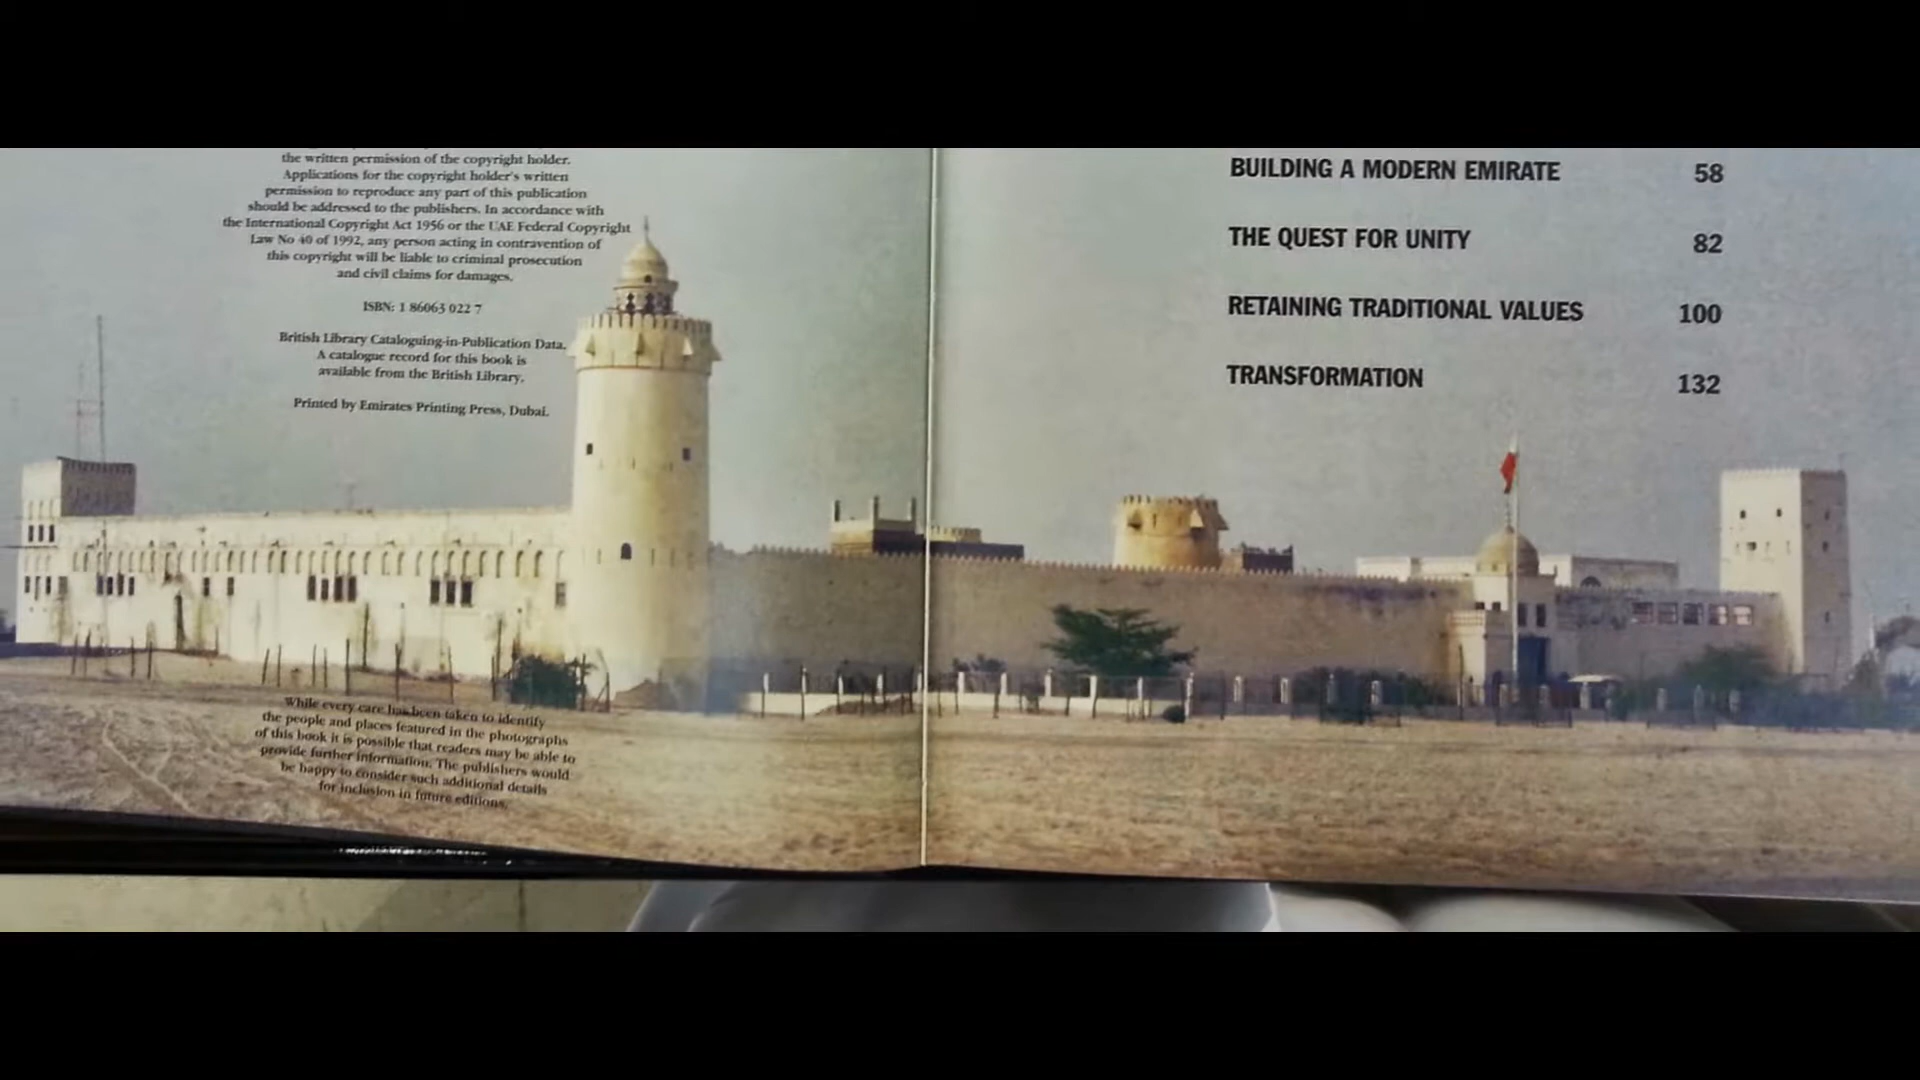 the written permission of the copyright holder.
Applications for the copyright holder's written
permission to reproduce any part of this publication
should be addressed to the publishers. In accordance with
the International Copyright Act 1956 or the UAE Federal Copyright
Law No 40 of 1992, any person acting in contravention of
this copyright will be liable to criminal prosecution
and civil claims for damages.
ISBN: 1 86063 022 7
British Library Cataloguing-in-Publication Data.
A catalogue record for this book is
available from the British Library.
Printed by Emirates Printing Press, Dubai.
While every care has been taken to identify
the people and places featured in the photographs
of this book it is possible that readers may be able to
provide further information. The publishers would
be happy to consider such additional details
for inclusion in future editions.
BUILDING A MODERN EMIRATE 58
THE QUEST FOR UNITY 82
RETAINING TRADITIONAL VALUES 100
TRANSFORMATION 132